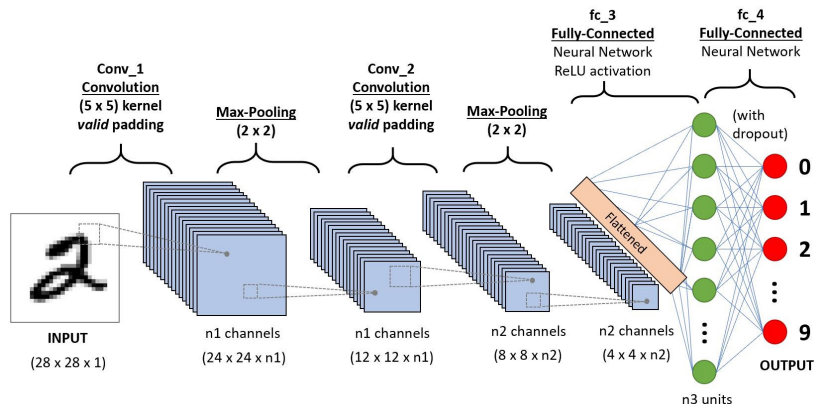 Conv_1
Convolution
(5 x 5) kernel
valid padding
Max-Pooling
(2 x 2)
Conv_2
Convolution
(5 x 5) kernel
valid padding
Max-Pooling
(2 x 2)
fc_3
Fully-Connected
Neural Network
ReLU activation
fc_4
Fully-Connected
Neural Network
(with
dropout)
Flattened
0
1
2
9
OUTPUT
2
INPUT
(28 x 28 x 1)
n1 channels
(24 x 24 x n1)
n1 channels
(12 x 12 x n1)
n2 channels
(8 x 8 x n2)
n2 channels
(4 x 4 x n2)
n3 units